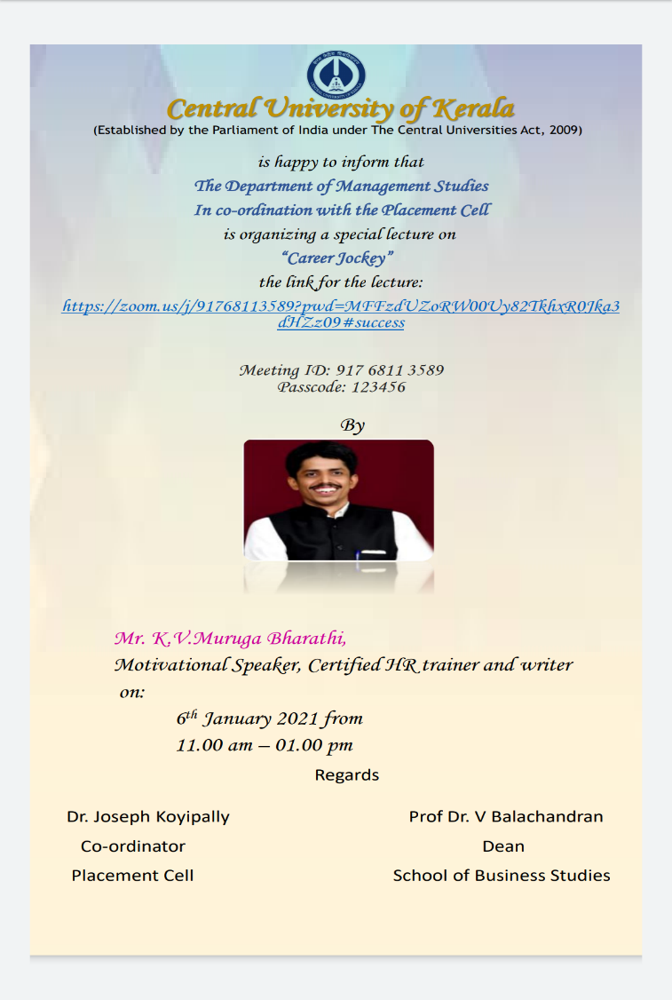 Central University of Kerala
(Established by the Parliament of India under The Central Universities Act, 2009)
is happy to inform that
The Department of Management Studies
In co-ordination with the Placement Cell
is organizing a special lecture on
“Career Jockey”
the link for the lecture:
https://zoom.us/j/91768113589?pwd=MFFzdUZoRW00Uy82TkhxR0Jka3
dHZz09#success
Meeting ID: 917 6811 3589
Passcode: 123456
By
Mr. K.V.Muruga Bharathi,
Motivational Speaker, Certified HR trainer and writer
on:
6th January 2021 from
11.00 am – 01.00 pm
Regards
Dr. Joseph Koyipally Prof Dr. V Balachandran
Co-ordinator Dean
Placement Cell School of Business Studies